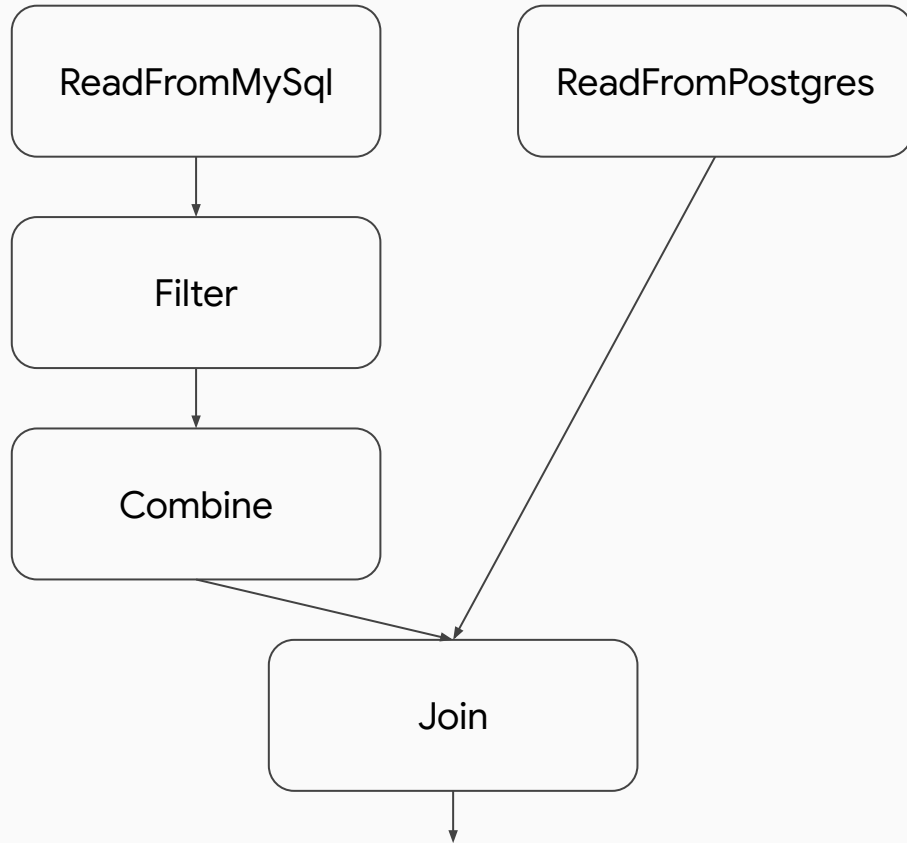 ReadFromMySql
ReadFromPostgres
Filter
Combine
Join